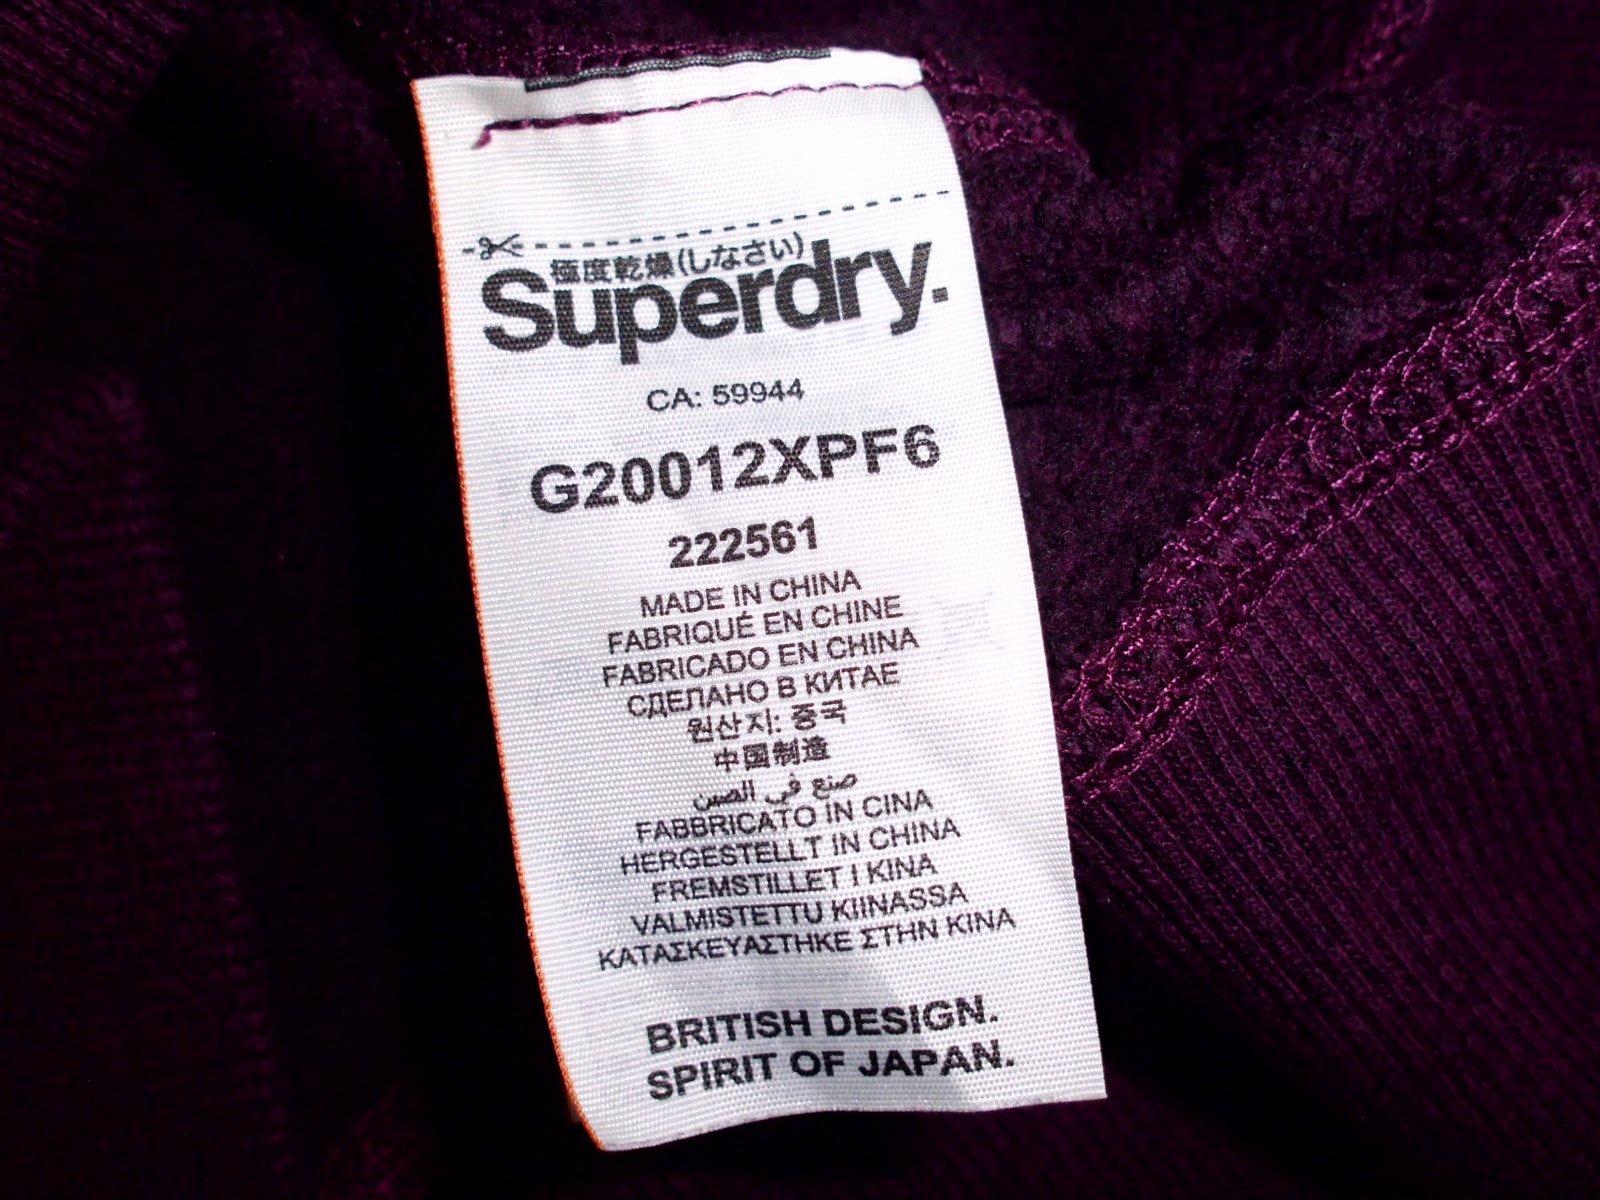 極度乾燥(しなさい)
Superdry.
CA: 59944
G20012XPF6
222561
MADE IN CHINA
FABRIQUÉ EN CHINE
FABRICADO EN CHINA
СДЕЛАНО В КИТАЕ
원산지: 중국
中国制造
صنع في الصين
FABBRICATO IN CINA
HERGESTELLT IN CHINA
FREMSTILLET I KINA
VALMISTETTU KIINASSA
ΚΑΤΑΣΚΕΥΑΣΤΗΚΕ ΣΤΗΝ ΚΙΝΑ
BRITISH DESIGN.
SPIRIT OF JAPAN.